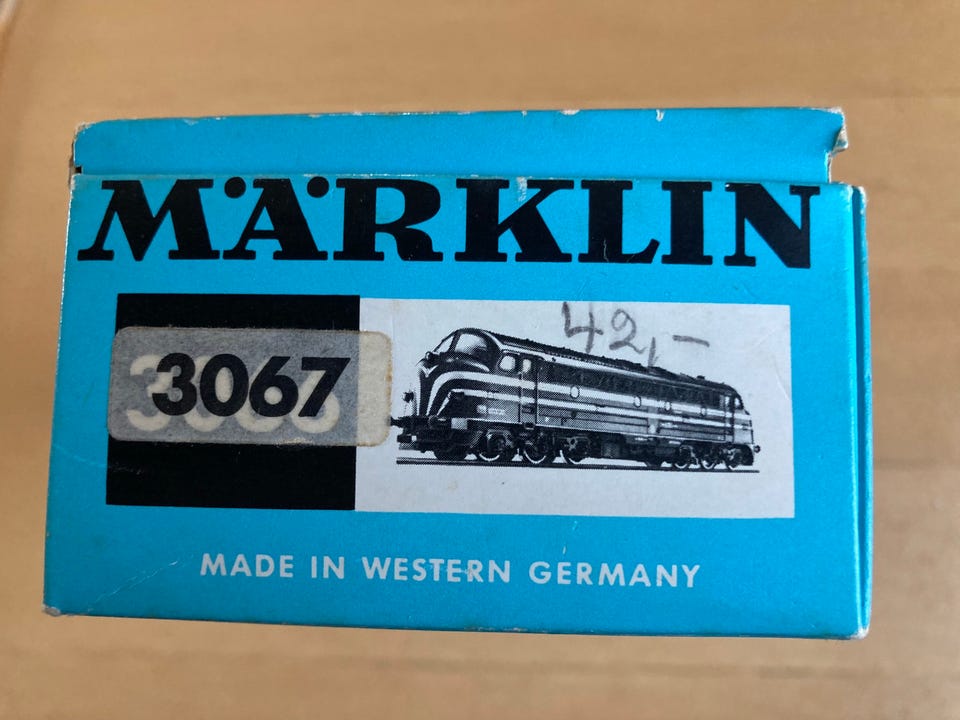 MÄRKLIN
42,-
3067
MADE IN WESTERN GERMANY